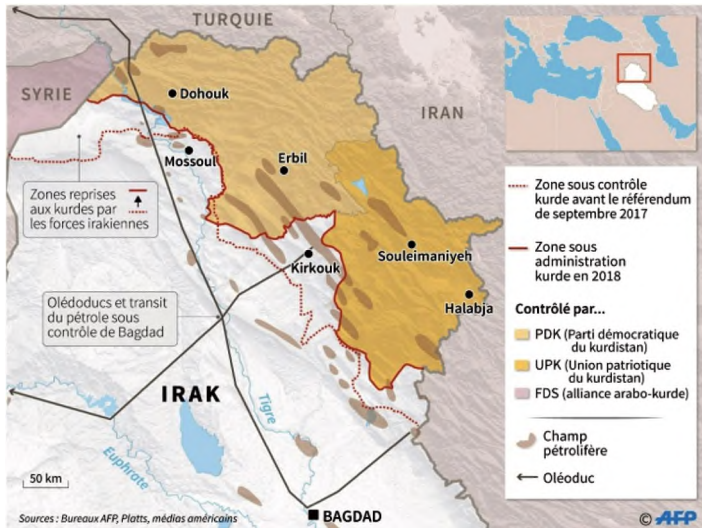 TURQUIE
SYRIE
IRAN
Dohouk
Mossoul
Erbil
Zones reprises
aux kurdes par
les forces irakiennes
Kirkouk
Souleimaniyeh
Halabja
Olédoducs et transit
du pétrole sous
contrôle de Bagdad
IRAK
Tigre
Euphrate
50 km
BAGDAD
Sources : Bureaux AFP, Platts, médias américains
Zone sous contrôle
kurde avant le référendum
de septembre 2017
Zone sous
administration
kurde en 2018
Contrôlé par...
PDK (Parti démocratique
du kurdistan)
UPK (Union patriotique
du kurdistan)
FDS (alliance arabo-kurde)
Champ
pétrolifère
Oléoduc
© AFP